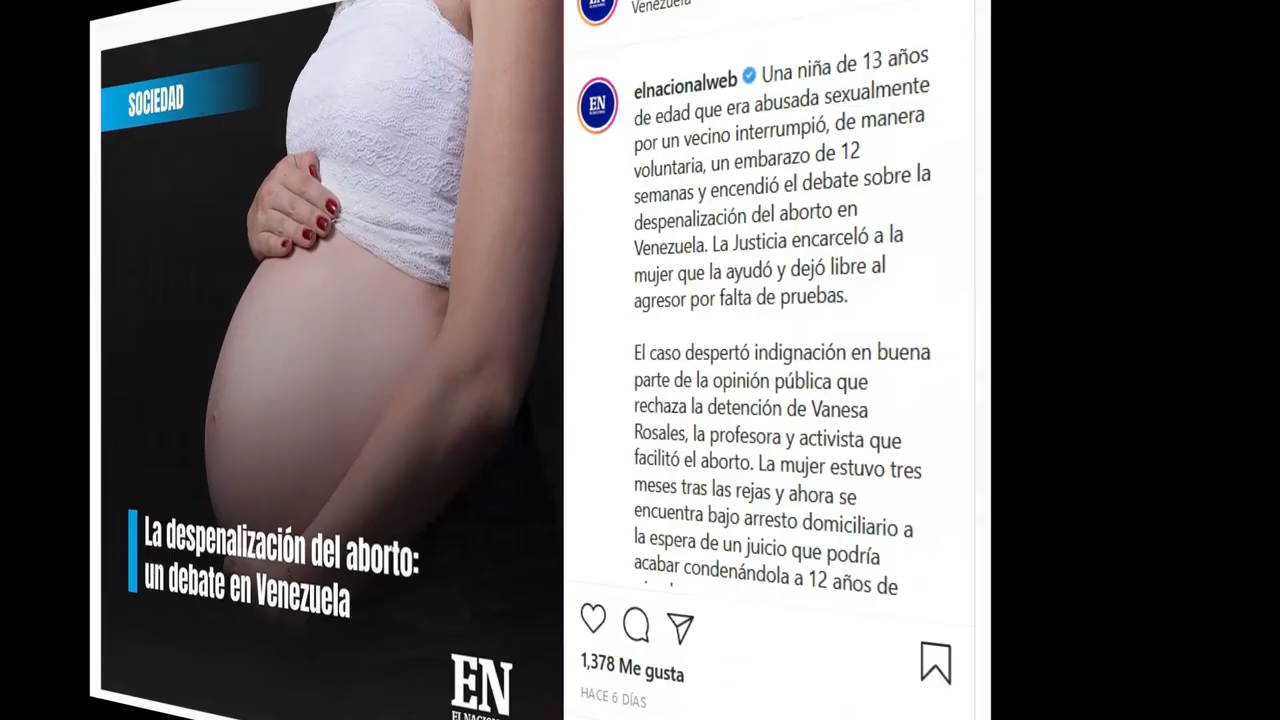 SOCIEDAD
La despenalización del aborto:
un debate en Venezuela
EN
Venezuela
EN
elnacionalweb Una niña de 13 años
de edad que era abusada sexualmente
por un vecino interrumpió, de manera
voluntaria, un embarazo de 12
semanas y encendió el debate sobre la
despenalización del aborto en
Venezuela. La Justicia encarceló a la
mujer que la ayudó y dejó libre al
agresor por falta de pruebas.
El caso despertó indignación en buena
parte de la opinión pública que
rechaza la detención de Vanesa
Rosales, la profesora y activista que
facilitó el aborto. La mujer estuvo tres
meses tras las rejas y ahora se
encuentra bajo arresto domiciliario a
la espera de un juicio que podría
acabar condenándola a 12 años de
1,378 Me gusta
HACE 6 DÍAS